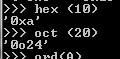 >>> hex (10)
'0xa'
>>> oct (20)
'0o24'
>>> ord(A)